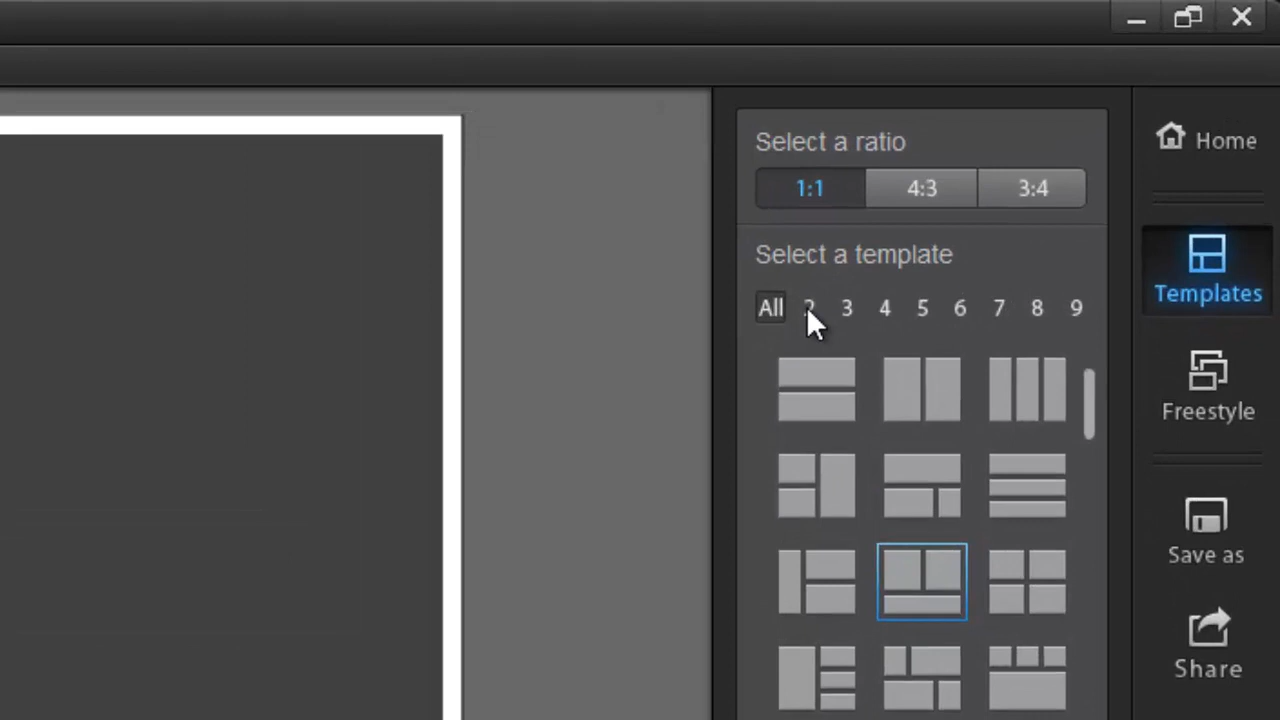 Select a ratio
Home
1:1 4:3 3:4
Select a template
Templates
All 2 3 4 5 6 7 8 9
Freestyle
Save as
Share